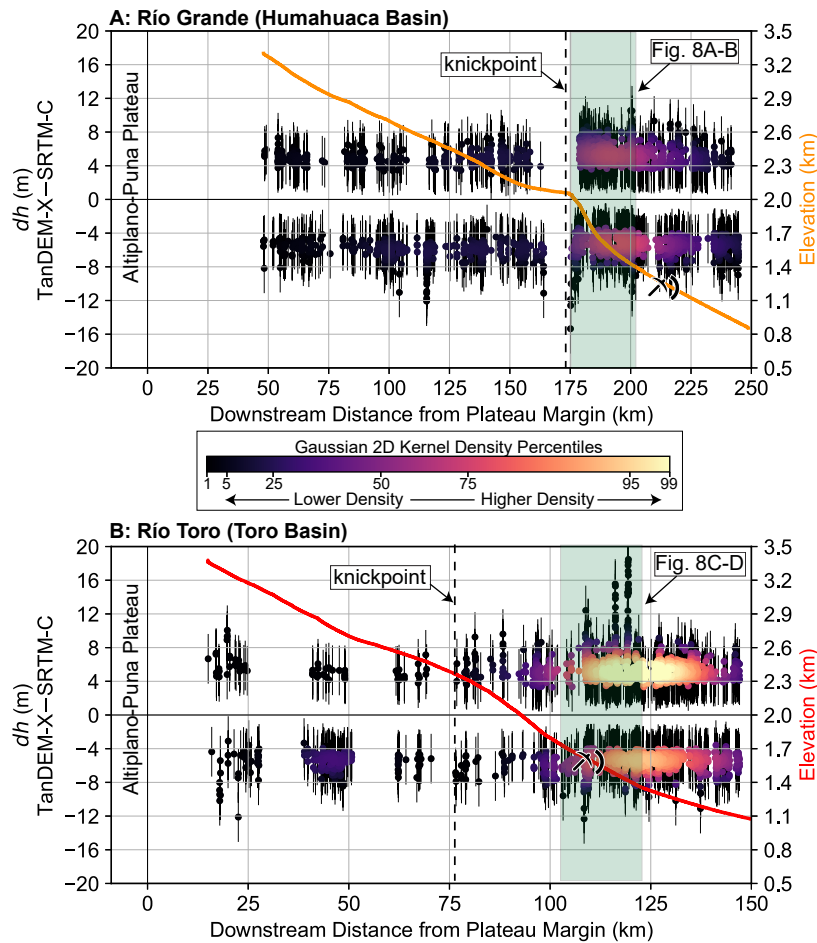 A: Río Grande (Humahuaca Basin)
knickpoint
Fig. 8A-B
Altiplano-Puna Plateau
dh (m)
TanDEM-X−SRTM-C
20
16
12
8
4
0
−4
−8
−12
−16
−20
3.5
3.2
2.9
2.6
2.3
2.0
1.7
1.4
1.1
0.8
0.5
Elevation (km)
0 25 50 75 100 125 150 175 200 225 250
Downstream Distance from Plateau Margin (km)
Gaussian 2D Kernel Density Percentiles
1 5 25 50 75 95 99
Lower Density Higher Density
B: Río Toro (Toro Basin)
knickpoint
Fig. 8C-D
Altiplano-Puna Plateau
dh (m)
TanDEM-X−SRTM-C
20
16
12
8
4
0
−4
−8
−12
−16
−20
3.5
3.2
2.9
2.6
2.3
2.0
1.7
1.4
1.1
0.8
0.5
Elevation (km)
0 25 50 75 100 125 150
Downstream Distance from Plateau Margin (km)